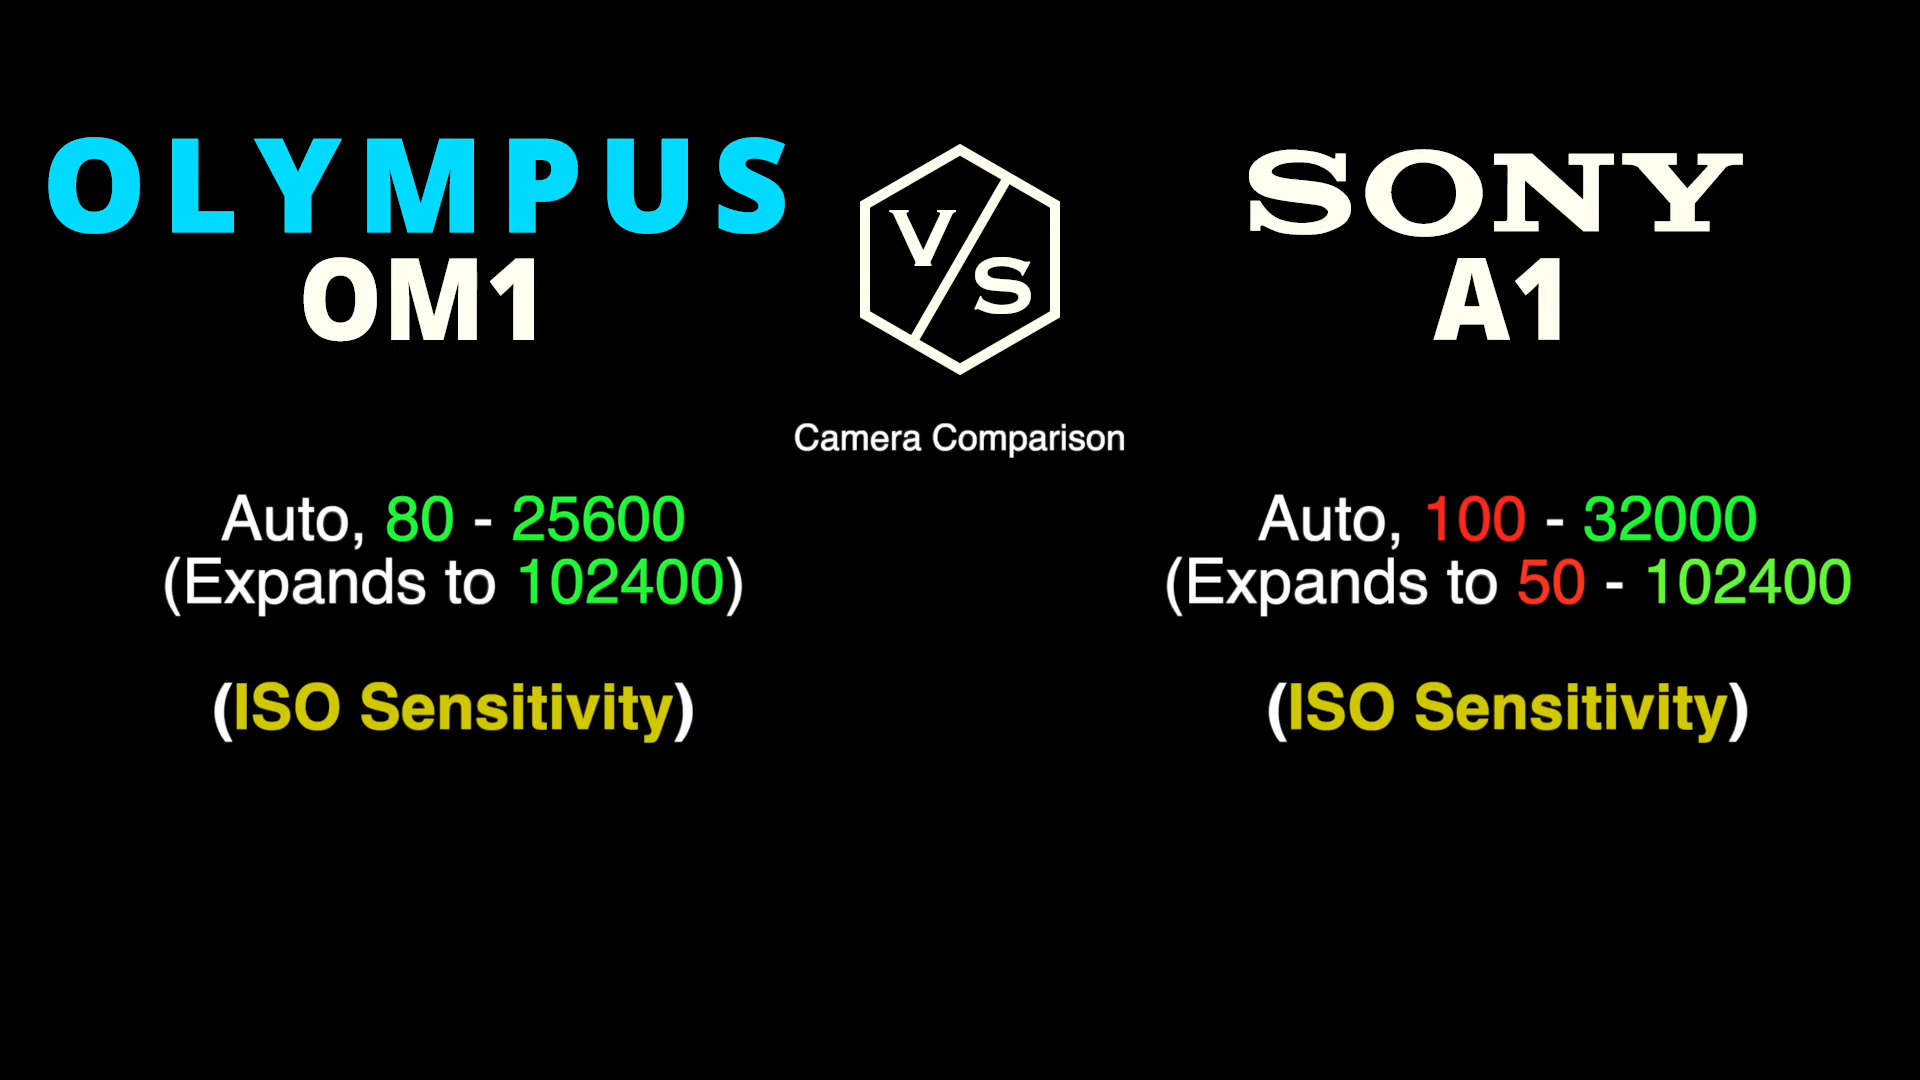 OLYMPUS
OM1
VS
SONY
A1
Camera Comparison
Auto, 80 - 25600
(Expands to 102400)
(ISO Sensitivity)
Auto, 100 - 32000
(Expands to 50 - 102400
(ISO Sensitivity)